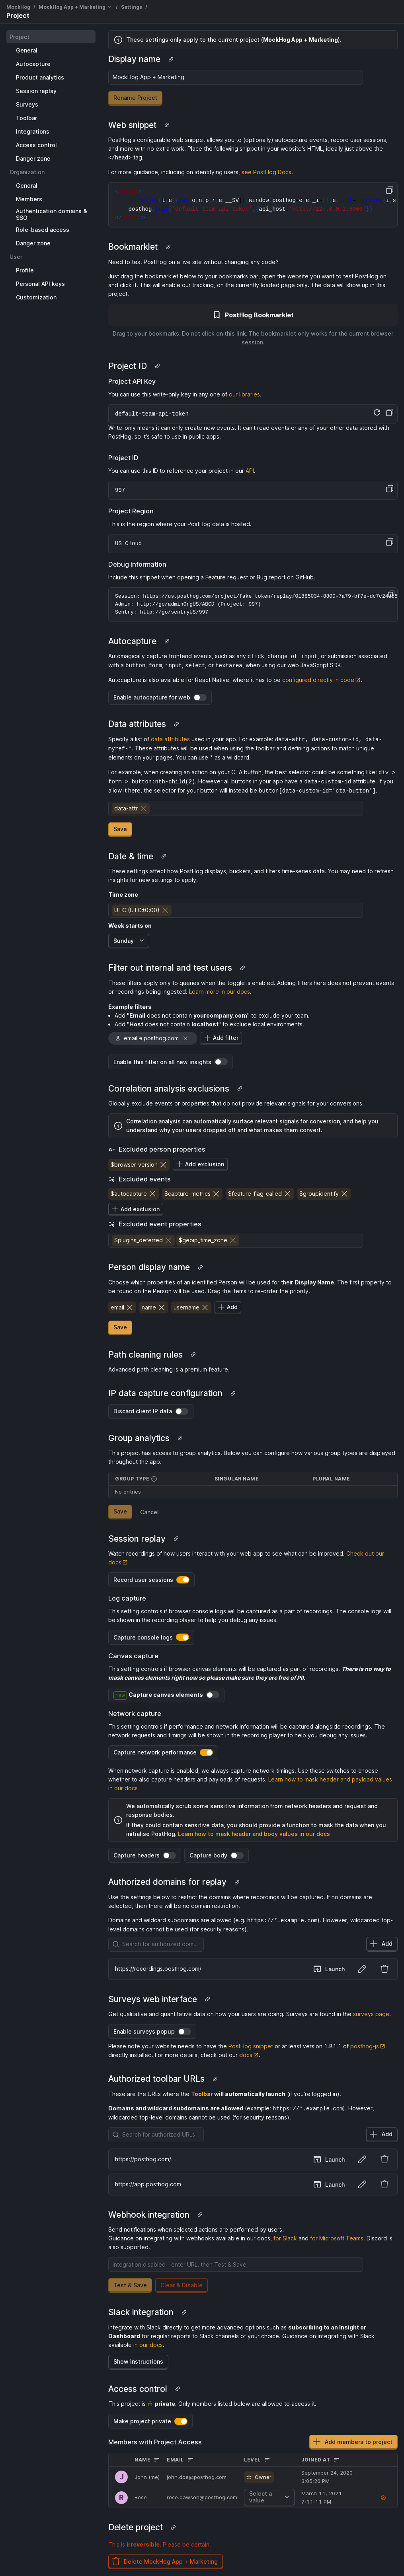 MockHog / MockHog App + Marketing / Settings /
Project
Project
General
Autocapture
Product analytics
Session replay
Surveys
Toolbar
Integrations
Access control
Danger zone
Organization
General
Members
Authentication domains &
SSO
Role-based access
Danger zone
User
Profile
Personal API keys
Customization
These settings only apply to the current project (MockHog App + Marketing).
Display name
MockHog App + Marketing
Rename Project
Web snippet
PostHog's configurable web snippet allows you to (optionally) autocapture events, record user sessions,
and more with no extra work. Place the following snippet in your website's HTML, ideally just above the
</head> tag.
For more guidance, including on identifying users, see PostHog Docs.
Bookmarklet
Need to test PostHog on a live site without changing any code?
Just drag the bookmarklet below to your bookmarks bar, open the website you want to test PostHog on
and click it. This will enable our tracking, on the currently loaded page only. The data will show up in this
project.
PostHog Bookmarklet
Drag to your bookmarks. Do not click on this link. The bookmarklet only works for the current browser
session.
Project ID
Project API Key
You can use this write-only key in any one of our libraries.
default-team-api-token
Write-only means it can only create new events. It can't read events or any of your other data stored with
PostHog, so it's safe to use in public apps.
Project ID
You can use this ID to reference your project in our API.
997
Project Region
This is the region where your PostHog data is hosted.
US Cloud
Debug information
Include this snippet when opening a Feature request or Bug report on GitHub.
Admin: http://go/adminOrgUS/ABCD (Project: 997)
Sentry: http://go/sentryUS/997
Autocapture
Automagically capture frontend events, such as any click, change of input, or submission associated
with a button, form, input, select, or textarea, when using our web JavaScript SDK.
Autocapture is also available for React Native, where it has to be configured directly in code.
Enable autocapture for web
Data attributes
Specify a list of data attributes used in your app. For example: data-attr, data-custom-id, data-
myref-*. These attributes will be used when using the toolbar and defining actions to match unique
elements on your pages. You can use * as a wildcard.
For example, when creating an action on your CTA button, the best selector could be something like: div >
form > button:nth-child(2). However all buttons in your app have a data-custom-id attribute. If you
allow it here, the selector for your button will instead be button[data-custom-id='cta-button'].
data-attr
Save
Date & time
These settings affect how PostHog displays, buckets, and filters time-series data. You may need to refresh
insights for new settings to apply.
Time zone
UTC (UTC±0:00)
Week starts on
Sunday
Filter out internal and test users
These filters apply only to queries when the toggle is enabled. Adding filters here does not prevent events
or recordings being ingested. Learn more in our docs.
Example filters
• Add "Email does not contain yourcompany.com" to exclude your team.
• Add "Host does not contain localhost" to exclude local environments.
email ∌ posthog.com
Add filter
Enable this filter on all new insights
Correlation analysis exclusions
Globally exclude events or properties that do not provide relevant signals for your conversions.
Correlation analysis can automatically surface relevant signals for conversion, and help you
understand why your users dropped off and what makes them convert.
Excluded person properties
$browser_version
Add exclusion
Excluded events
$autocapture $capture_metrics $feature_flag_called $groupidentify
Add exclusion
Excluded event properties
$plugins_deferred $geoip_time_zone
Person display name
Choose which properties of an identified Person will be used for their Display Name. The first property to
be found on the Person will be used. Drag the items to re-order the priority.
email name username Add
Save
Path cleaning rules
Advanced path cleaning is a premium feature.
IP data capture configuration
Discard client IP data
Group analytics
This project has access to group analytics. Below you can configure how various group types are displayed
throughout the app.
GROUP TYPE SINGULAR NAME PLURAL NAME
No entries
Save Cancel
Session replay
Watch recordings of how users interact with your web app to see what can be improved. Check out our
docs
Record user sessions
Log capture
This setting controls if browser console logs will be captured as a part of recordings. The console logs will
be shown in the recording player to help you debug any issues.
Capture console logs
Canvas capture
This setting controls if browser canvas elements will be captured as part of recordings. There is no way to
mask canvas elements right now so please make sure they are free of PII.
New Capture canvas elements
Network capture
This setting controls if performance and network information will be captured alongside recordings. The
network requests and timings will be shown in the recording player to help you debug any issues.
Capture network performance
When network capture is enabled, we always capture network timings. Use these switches to choose
whether to also capture headers and payloads of requests. Learn how to mask header and payload values
in our docs
We automatically scrub some sensitive information from network headers and request and
response bodies.
If they could contain sensitive data, you should provide a function to mask the data when you
initialise PostHog. Learn how to mask header and body values in our docs
Capture headers Capture body
Authorized domains for replay
Use the settings below to restrict the domains where recordings will be captured. If no domains are
selected, then there will be no domain restriction.
Domains and wildcard subdomains are allowed (e.g. https://*.example.com). However, wildcarded top-
level domains cannot be used (for security reasons).
Search for authorized dom...
Add
https://recordings.posthog.com/
Launch
Surveys web interface
Get qualitative and quantitative data on how your users are doing. Surveys are found in the surveys page.
Enable surveys popup
Please note your website needs to have the PostHog snippet or at least version 1.81.1 of posthog-js
directly installed. For more details, check out our docs.
Authorized toolbar URLs
These are the URLs where the Toolbar will automatically launch (if you're logged in).
Domains and wildcard subdomains are allowed (example: https://*.example.com). However,
wildcarded top-level domains cannot be used (for security reasons).
Search for authorized URLs
Add
https://posthog.com/
Launch
https://app.posthog.com
Launch
Webhook integration
Send notifications when selected actions are performed by users.
Guidance on integrating with webhooks available in our docs, for Slack and for Microsoft Teams. Discord is
also supported.
integration disabled - enter URL, then Test & Save
Test & Save Clear & Disable
Slack integration
Integrate with Slack directly to get more advanced options such as subscribing to an Insight or
Dashboard for regular reports to Slack channels of your choice. Guidance on integrating with Slack
available in our docs.
Show Instructions
Access control
This project is private. Only members listed below are allowed to access it.
Make project private
Members with Project Access
Add members to project
NAME EMAIL LEVEL JOINED AT
J John (me) john.doe@posthog.com Owner September 24, 2020
3:05:26 PM
R Rose rose.dawson@posthog.com Select a
value March 11, 2021
7:11:11 PM
Delete project
This is irreversible. Please be certain.
Delete MockHog App + Marketing